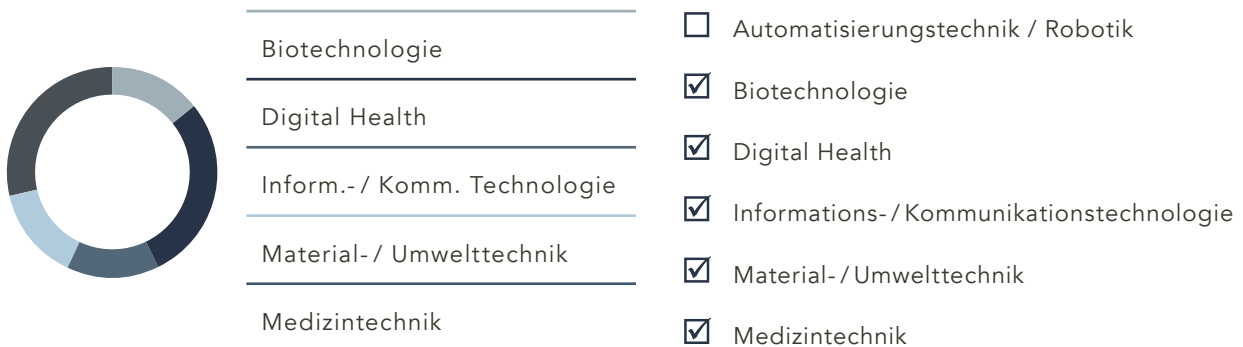 Biotechnologie
Digital Health
Inform.- / Komm. Technologie
Material- / Umwelttechnik
Medizintechnik
Automatisierungstechnik / Robotik
Biotechnologie
Digital Health
Informations- / Kommunikationstechnologie
Material- / Umwelttechnik
Medizintechnik